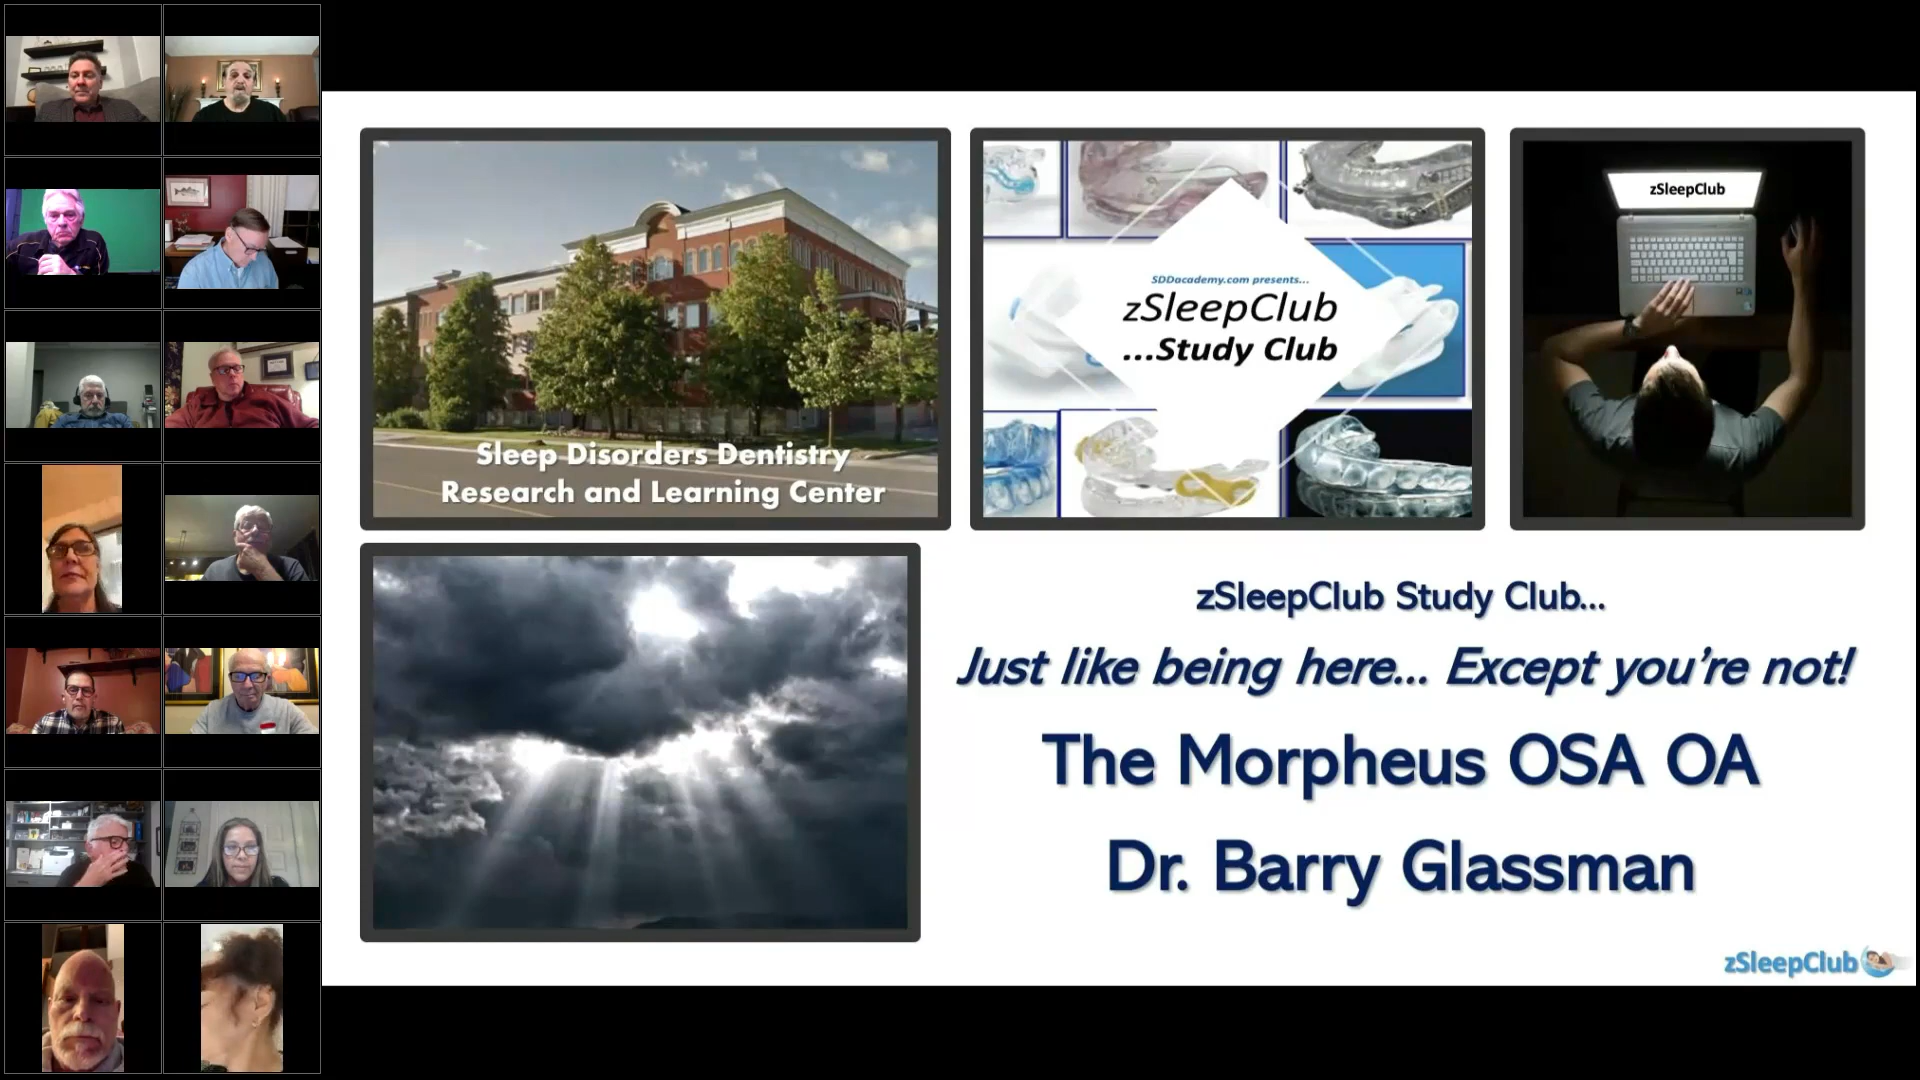 Sleep Disorders Dentistry
Research and Learning Center
SDDacademy.com presents...
zSleepClub
...Study Club
zSleepClub
zSleepClub Study Club...
Just like being here... Except you're not!
The Morpheus OSA OA
Dr. Barry Glassman
zSleepClub